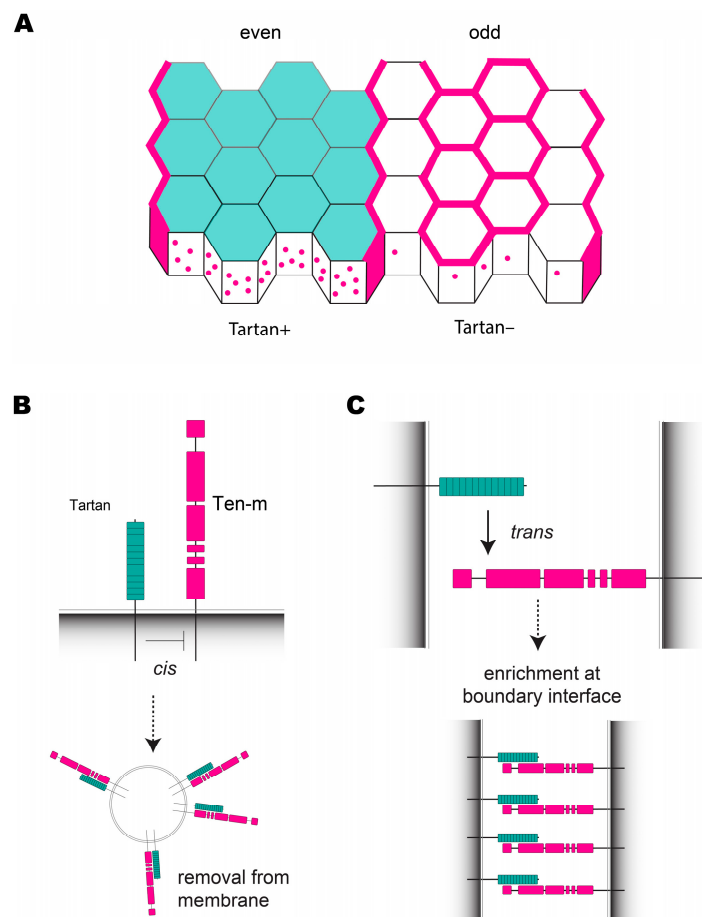 A
even odd
Tartan+ Tartan−
B
Tartan
Ten-m
cis
removal from
membrane
C
trans
enrichment at
boundary interface